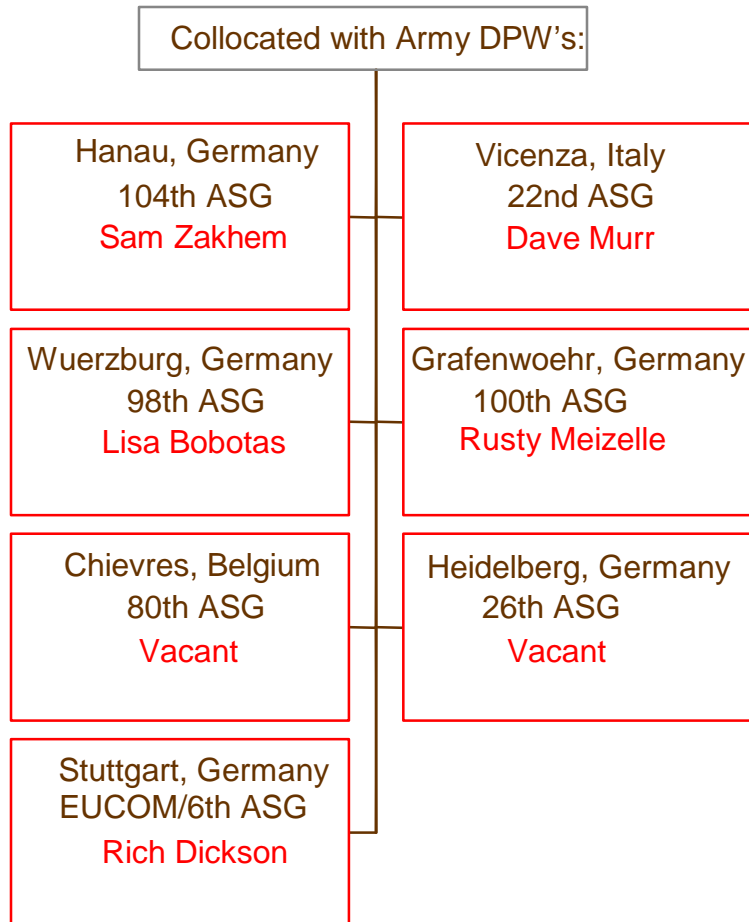 Collocated with Army DPW's:
Hanau, Germany
104th ASG
Sam Zakhem
Vicenza, Italy
22nd ASG
Dave Murr
Wuerzburg, Germany
98th ASG
Lisa Bobotas
Grafenwoehr, Germany
100th ASG
Rusty Meizelle
Chievres, Belgium
80th ASG
Vacant
Heidelberg, Germany
26th ASG
Vacant
Stuttgart, Germany
EUCOM/6th ASG
Rich Dickson